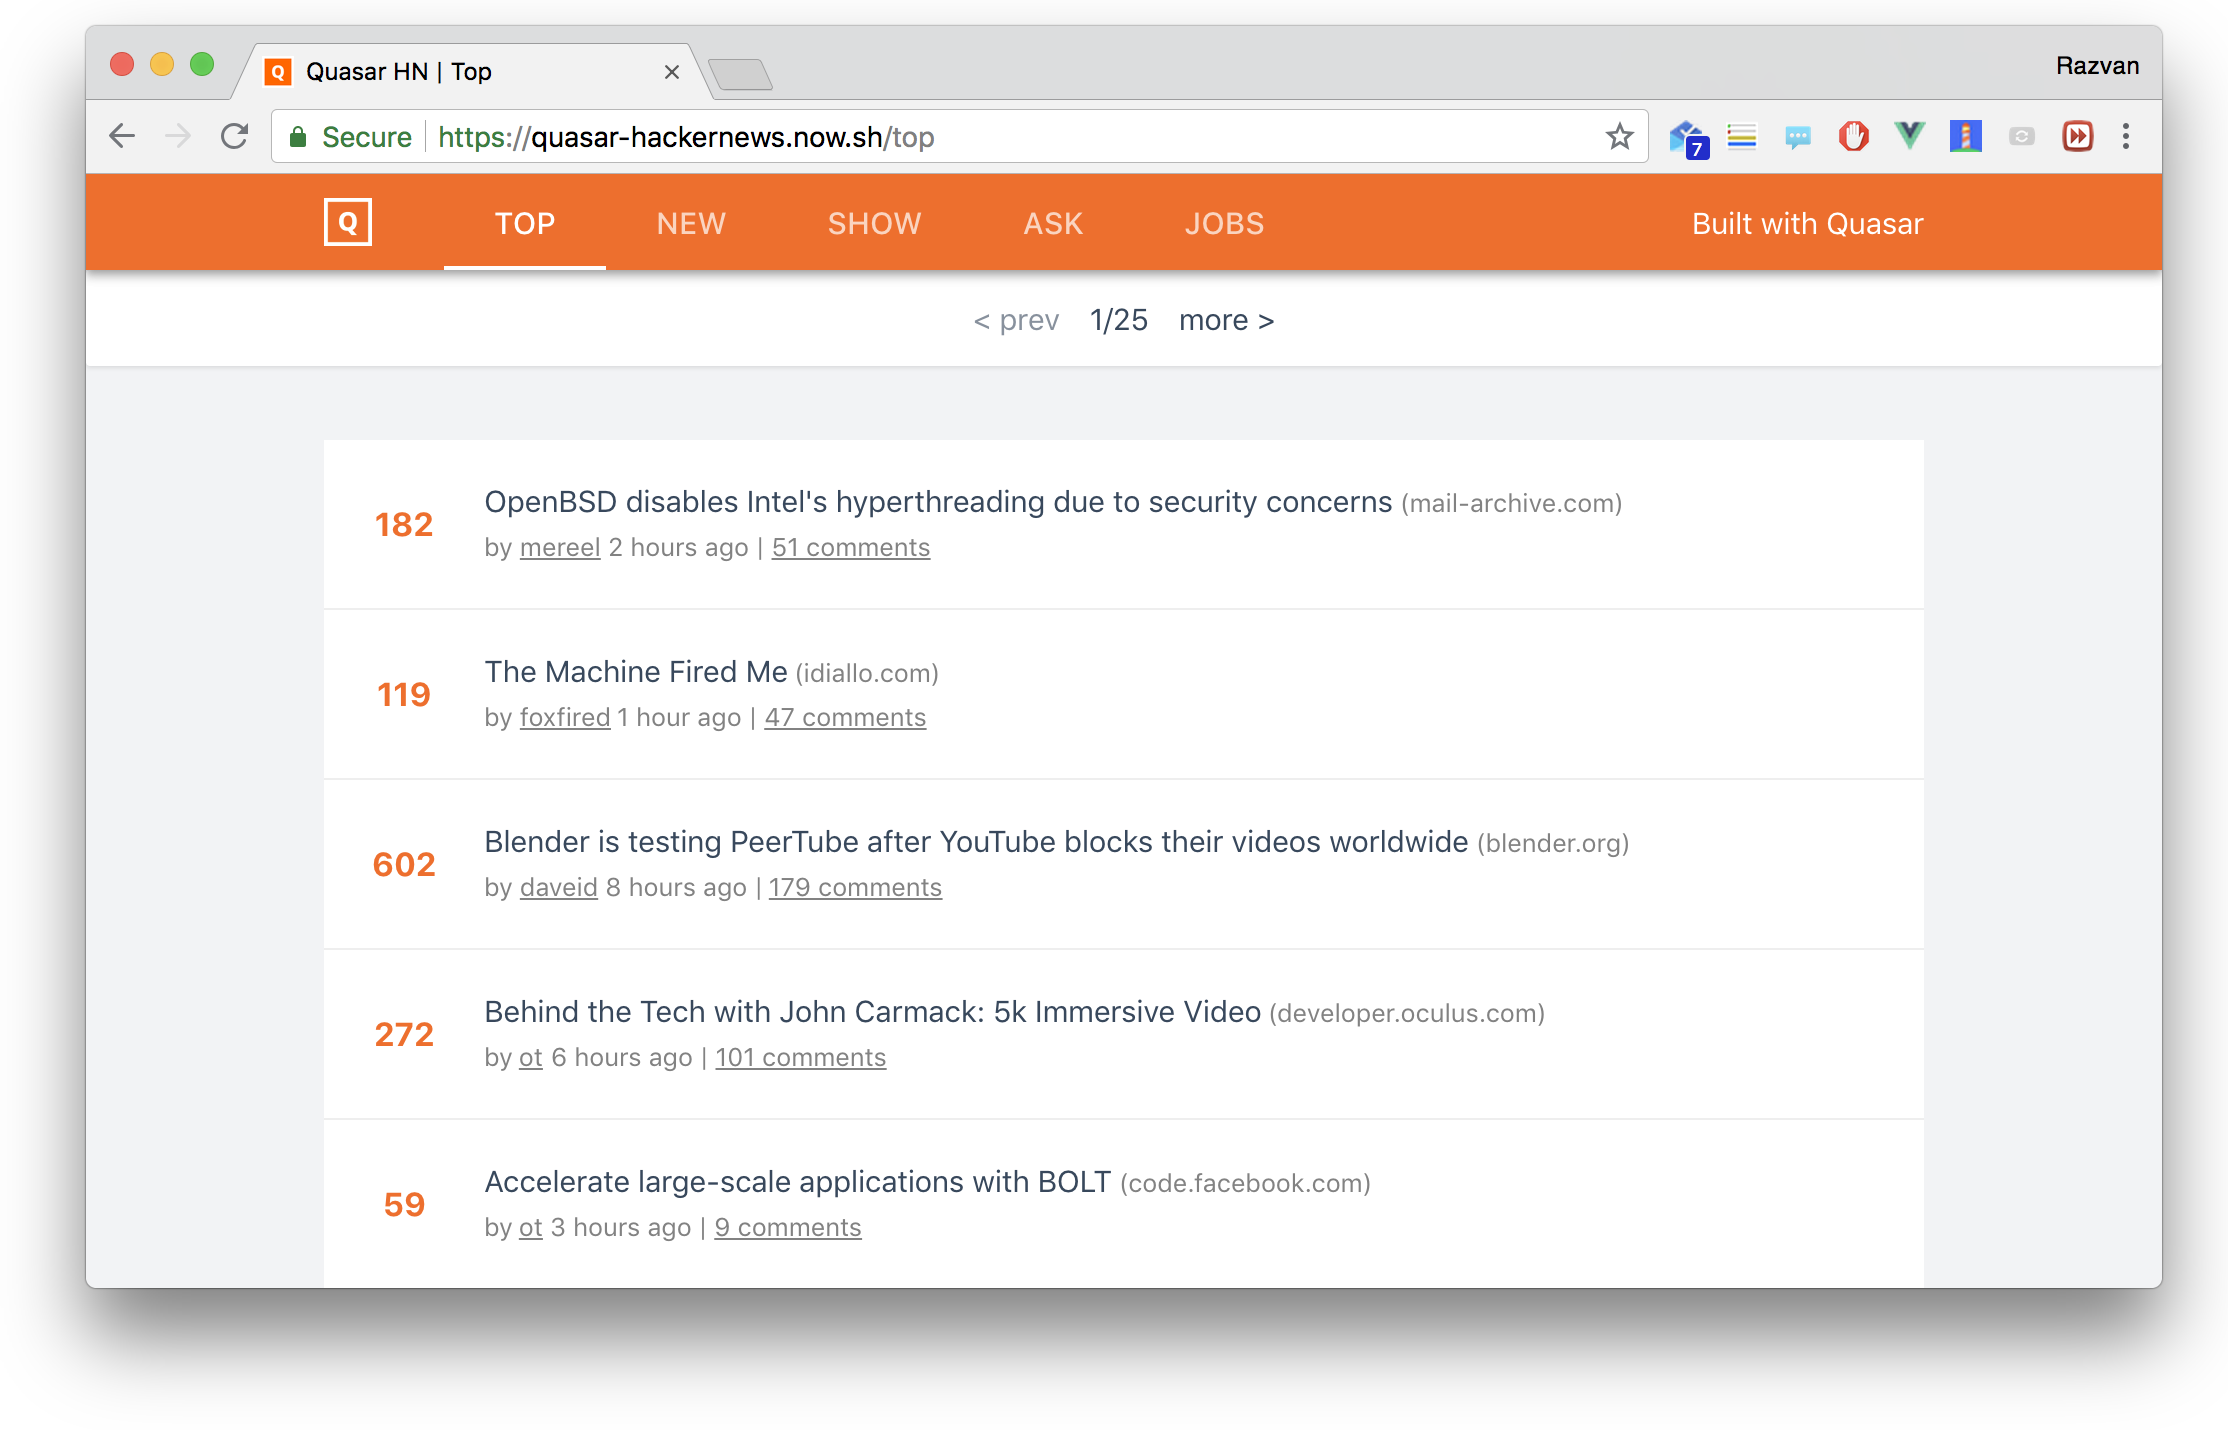 Q Quasar HN | Top
Razvan
Secure https://quasar-hackernews.now.sh/top
7
Q TOP NEW SHOW ASK JOBS Built with Quasar
< prev 1/25 more >
182
OpenBSD disables Intel's hyperthreading due to security concerns (mail-archive.com)
by mereel 2 hours ago | 51 comments
119
The Machine Fired Me (idiallo.com)
by foxfired 1 hour ago | 47 comments
602
Blender is testing PeerTube after YouTube blocks their videos worldwide (blender.org)
by daveid 8 hours ago | 179 comments
272
Behind the Tech with John Carmack: 5k Immersive Video (developer.oculus.com)
by ot 6 hours ago | 101 comments
59
Accelerate large-scale applications with BOLT (code.facebook.com)
by ot 3 hours ago | 9 comments